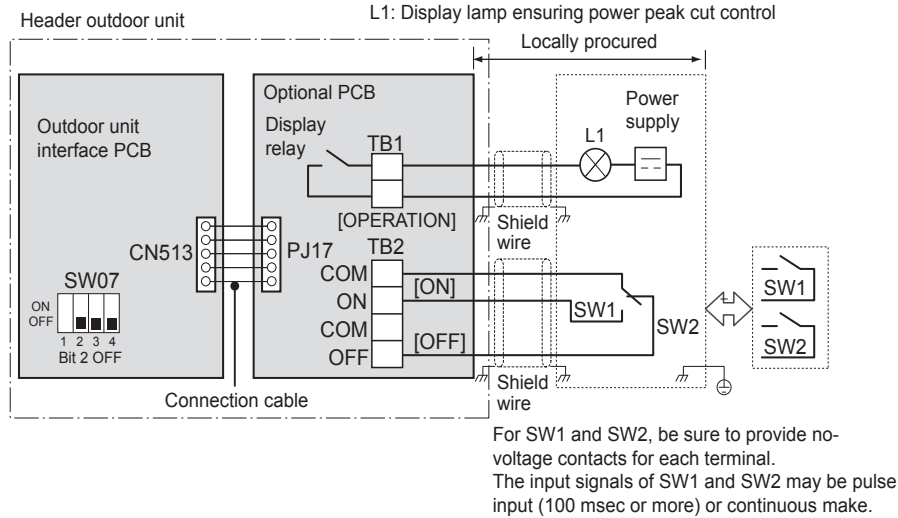 L1: Display lamp ensuring power peak cut control
Header outdoor unit
Locally procured
Optional PCB
Power
supply
Outdoor unit
interface PCB
Display
relay
TB1
L1
[OPERATION]
Shield
wire
CN513
PJ17
TB2
COM
[ON]
ON
SW1
COM
SW2
[OFF]
OFF
SW1
SW2
SW07
ON
OFF
1 2 3 4
Bit 2 OFF
Connection cable
Shield
wire
For SW1 and SW2, be sure to provide no-
voltage contacts for each terminal.
The input signals of SW1 and SW2 may be pulse
input (100 msec or more) or continuous make.